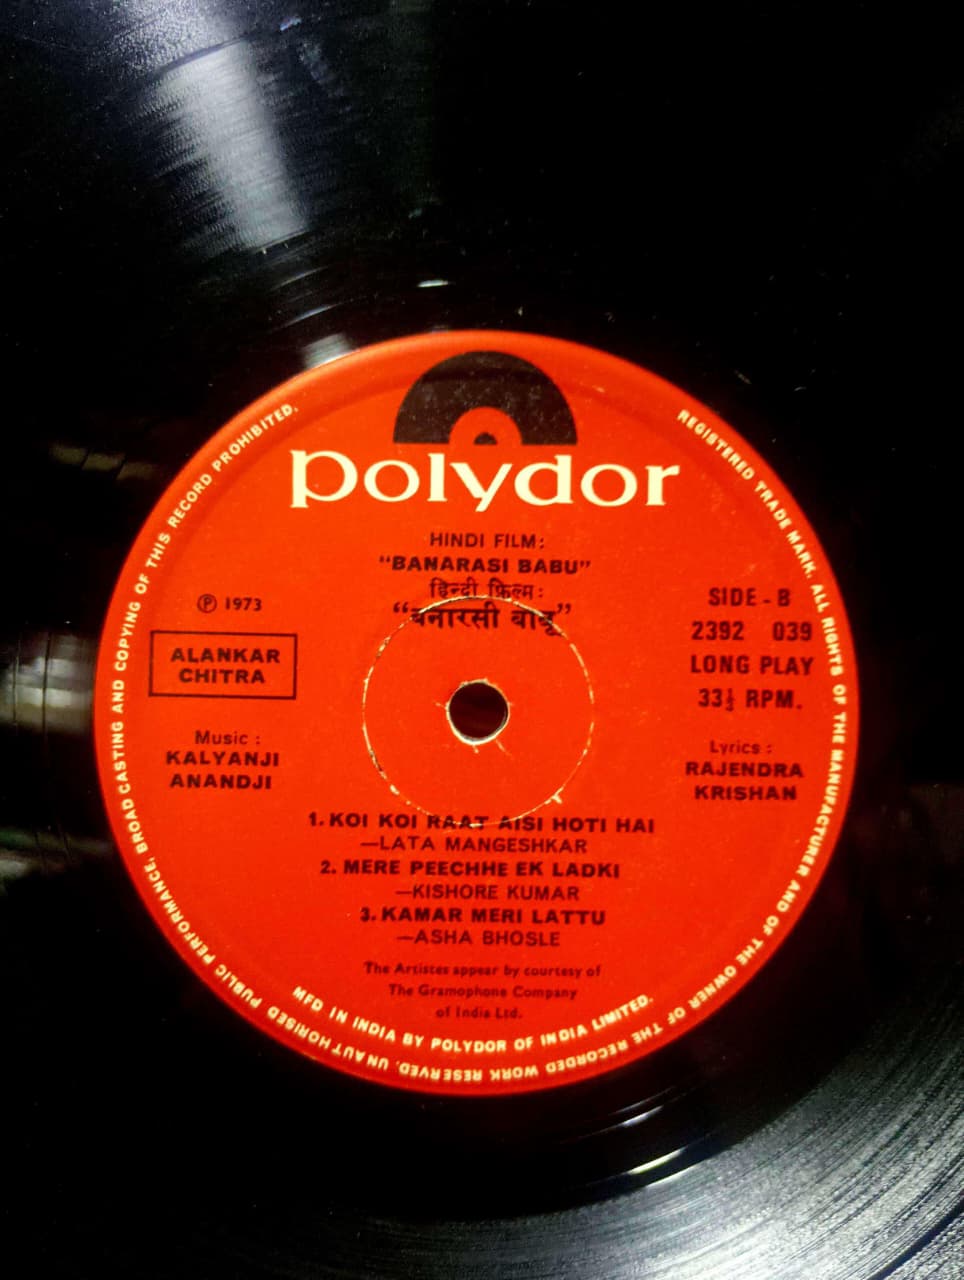 polydor
HINDI FILM:
"BANARASI BABU"
हिन्दी फ़िल्म:
"बनारसी बाबू"
℗ 1973
ALANKAR
CHITRA
Music :
KALYANJI
ANANDJI
SIDE - B
2392 039
LONG PLAY
33⅓ RPM.
Lyrics :
RAJENDRA
KRISHAN
1. KOI KOI RAAT AISI HOTI HAI
—LATA MANGESHKAR
2. MERE PEECHHE EK LADKI
—KISHORE KUMAR
3. KAMAR MERI LATTU
—ASHA BHOSLE
The Artistes appear by courtesy of
The Gramophone Company
of India Ltd.
MFD IN INDIA BY POLYDOR OF INDIA LIMITED.
REGISTERED TRADE MARK. ALL RIGHTS OF THE MANUFACTURER AND OF THE OWNER OF THE RECORDED WORK RESERVED. UNAUTHORISED PUBLIC PERFORMANCE, BROADCASTING AND COPYING OF THIS RECORD PROHIBITED.